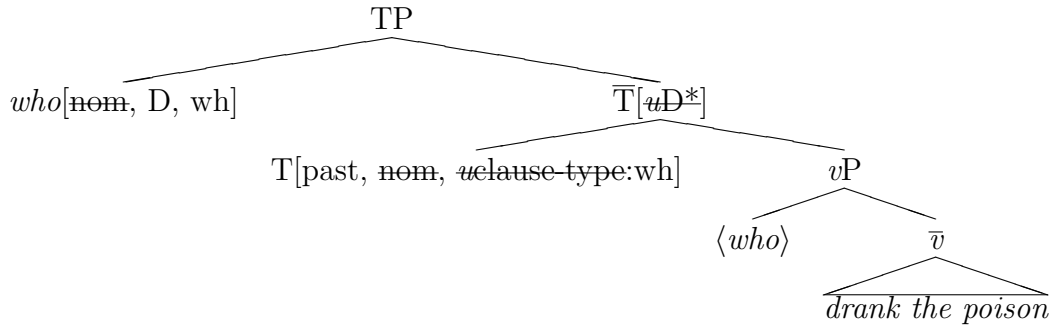 TP
who[nom, D, wh] T̅[uD*]
T[past, nom, uclause-type:wh] vP
⟨who⟩ v̅
drank the poison